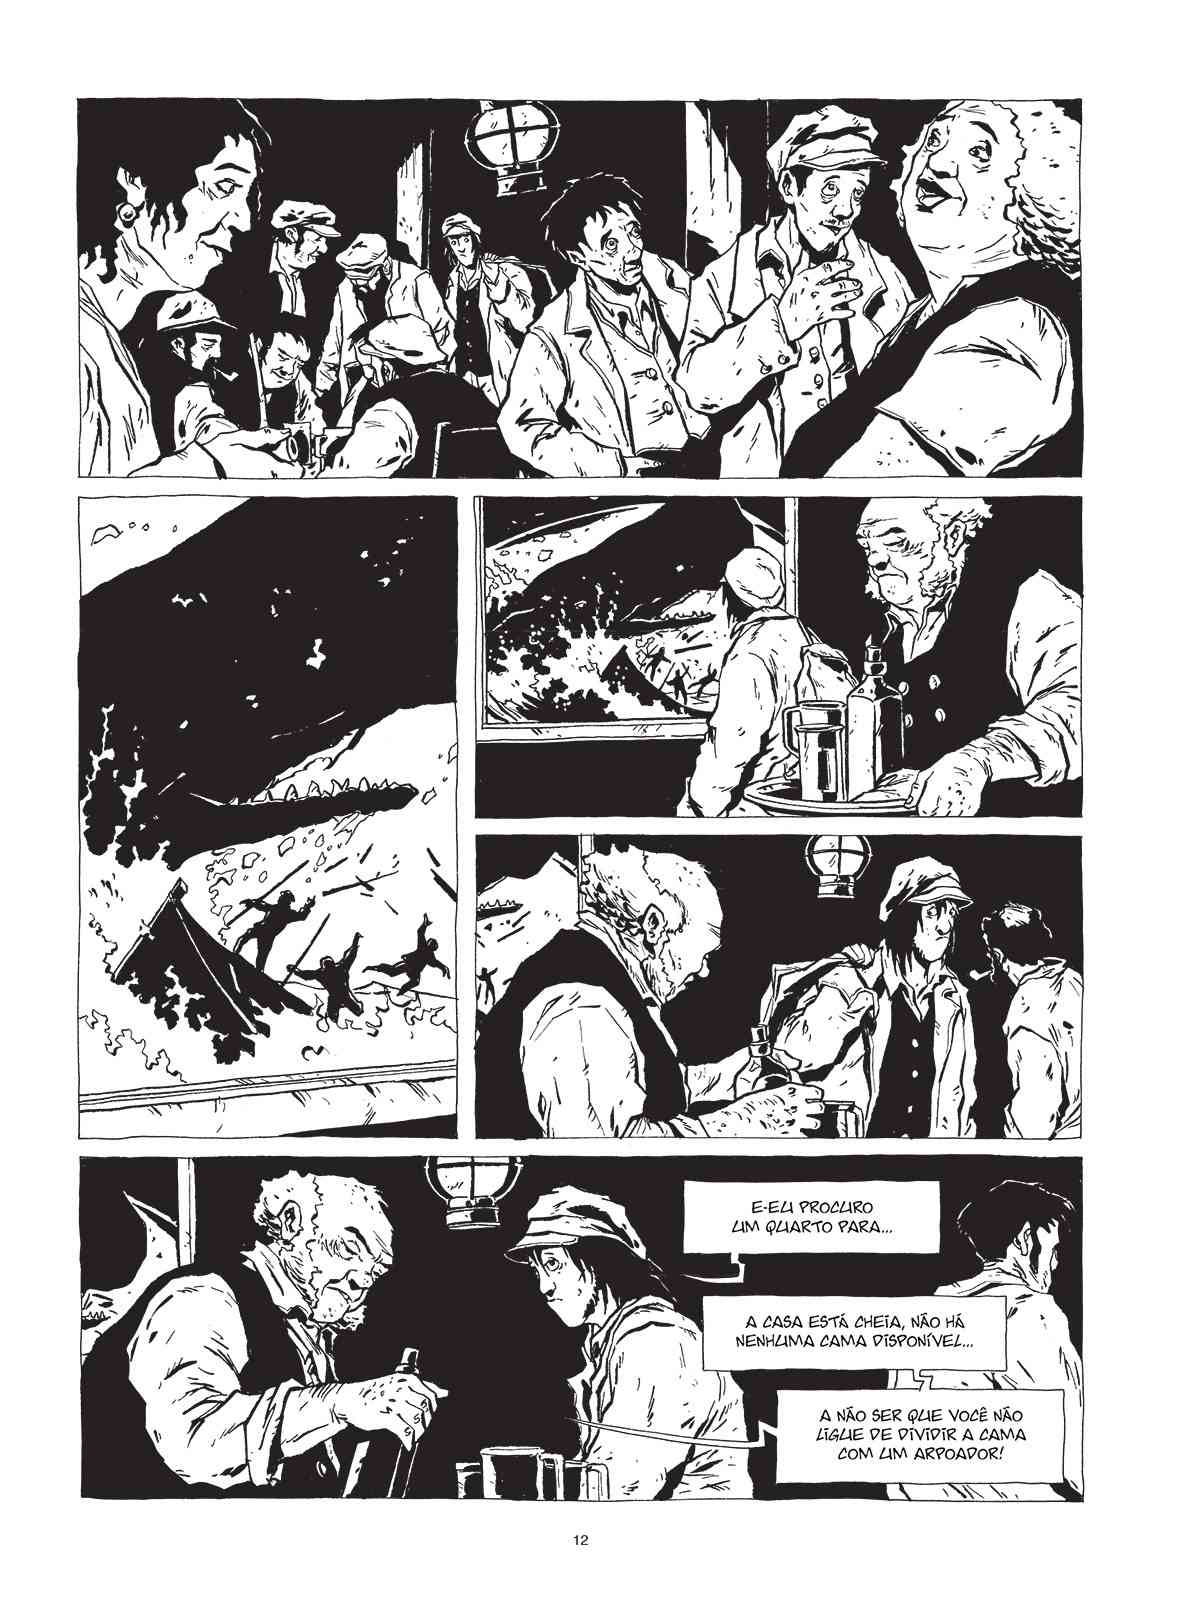 E-EU PROCURO
UM QUARTO PARA...
A CASA ESTÁ CHEIA, NÃO HÁ
NENHUMA CAMA DISPONÍVEL...
A NÃO SER QUE VOCÊ NÃO
LIGUE DE DIVIDIR A CAMA
COM UM ARPOADOR!
12